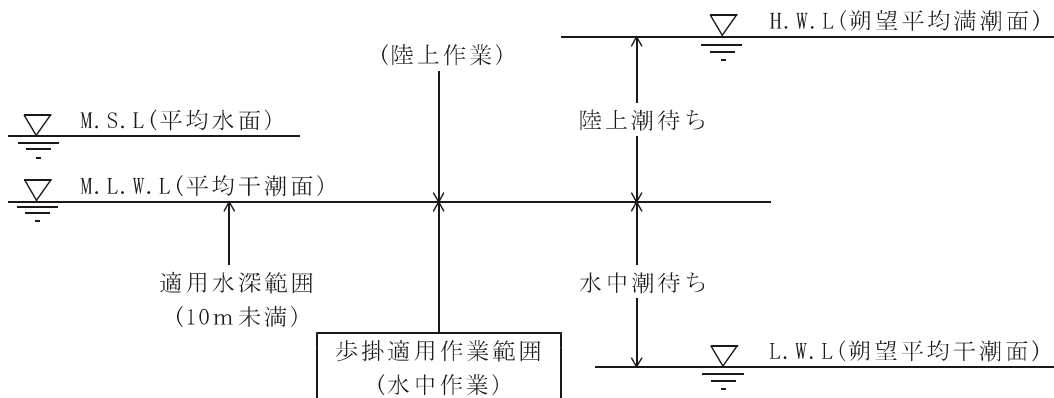 H.W.L(朔望平均満潮面)
(陸上作業)
M.S.L(平均水面)
陸上潮待ち
M.L.W.L(平均干潮面)
適用水深範囲
(10m未満)
水中潮待ち
歩掛適用作業範囲
(水中作業)
L.W.L(朔望平均干潮面)